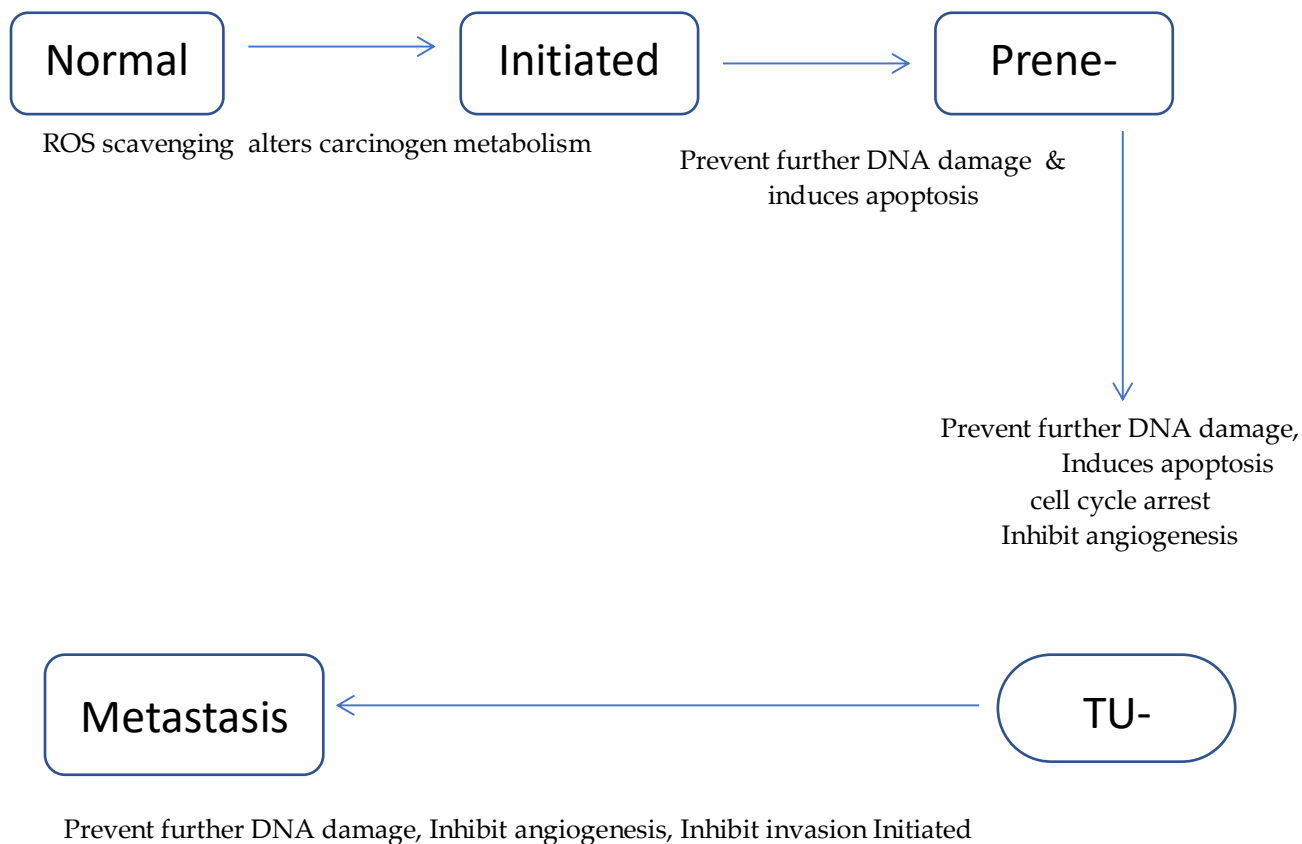 Normal
Initiated
Prene-
ROS scavenging alters carcinogen metabolism
Prevent further DNA damage &
induces apoptosis
Prevent further DNA damage,
Induces apoptosis
cell cycle arrest
Inhibit angiogenesis
Metastasis
TU-
Prevent further DNA damage, Inhibit angiogenesis, Inhibit invasion Initiated